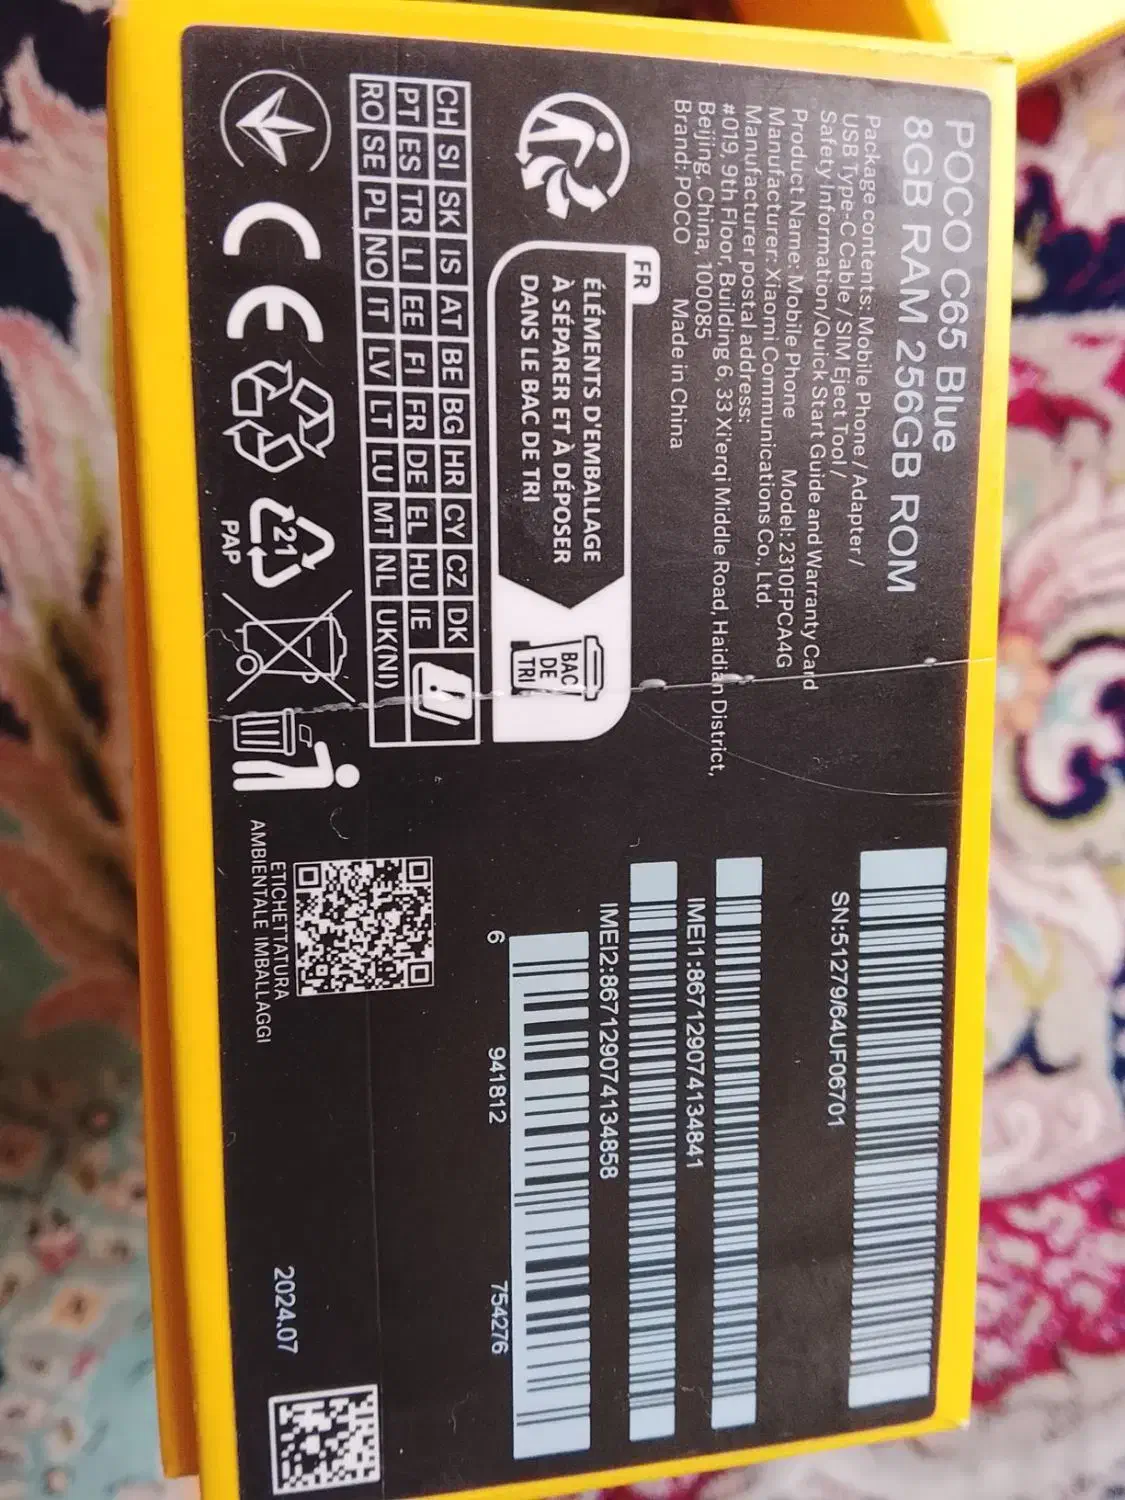 POCO C65 Blue
8GB RAM 256GB ROM
Package contents: Mobile Phone / Adapter /
USB Type-C Cable / SIM Eject Tool /
Safety Information/Quick Start Guide and Warranty Card
Product Name: Mobile Phone Model: 2310FPCA4G
Manufacturer: Xiaomi Communications Co., Ltd.
Manufacturer postal address:
#019, 9th Floor, Building 6, 33 Xi'erqi Middle Road, Haidian District,
Beijing, China, 100085
Brand: POCO Made in China
FR
ÉLÉMENTS D'EMBALLAGE
À SÉPARER ET À DÉPOSER
DANS LE BAC DE TRI
BAC
DE
TRI
CH SI SK IS AT BE BG HR CY CZ DK
PT ES TR LI EE FI FR DE EL HU IE
RO SE PL NO IT LV LT LU MT NL UK(NI)
CE
21
PAP
SN:51279/64UF06701
IMEI1:867129074134841
IMEI2:867129074134858
6 941812 754276
ETICHETTATURA
AMBIENTALE IMBALLAGGI
2024.07